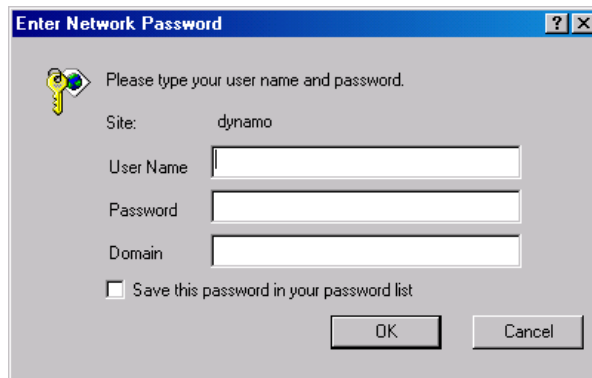 Enter Network Password
Please type your user name and password.
Site: dynamo
User Name
Password
Domain
Save this password in your password list
OK Cancel